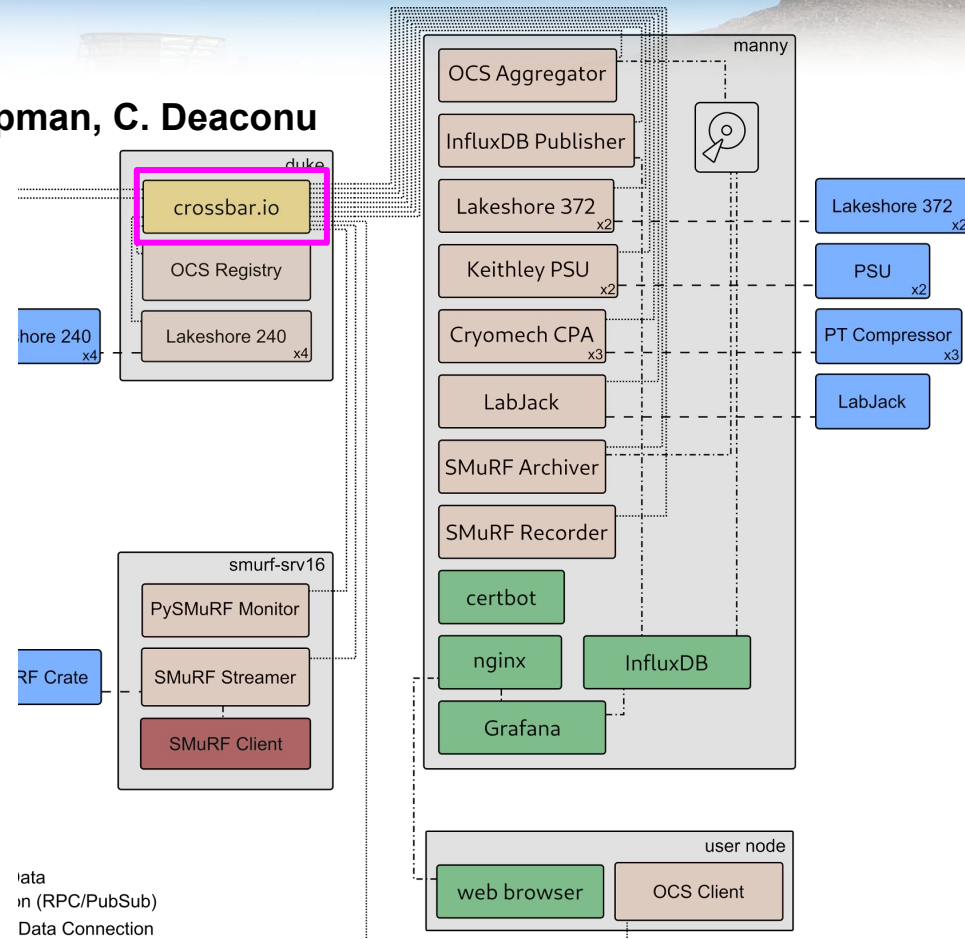 pman, C. Deaconu
duke
crossbar.io
OCS Registry
Lakeshore 240
x4
hore 240
x4
manny
OCS Aggregator
InfluxDB Publisher
Lakeshore 372
x2
Keithley PSU
x2
Cryomech CPA
x3
LabJack
SMuRF Archiver
SMuRF Recorder
certbot
nginx
InfluxDB
Grafana
Lakeshore 372
x2
PSU
x2
PT Compressor
x3
LabJack
smurf-srv16
PySMuRF Monitor
SMuRF Streamer
SMuRF Client
RF Crate
user node
web browser
OCS Client
ata
n (RPC/PubSub)
Data Connection